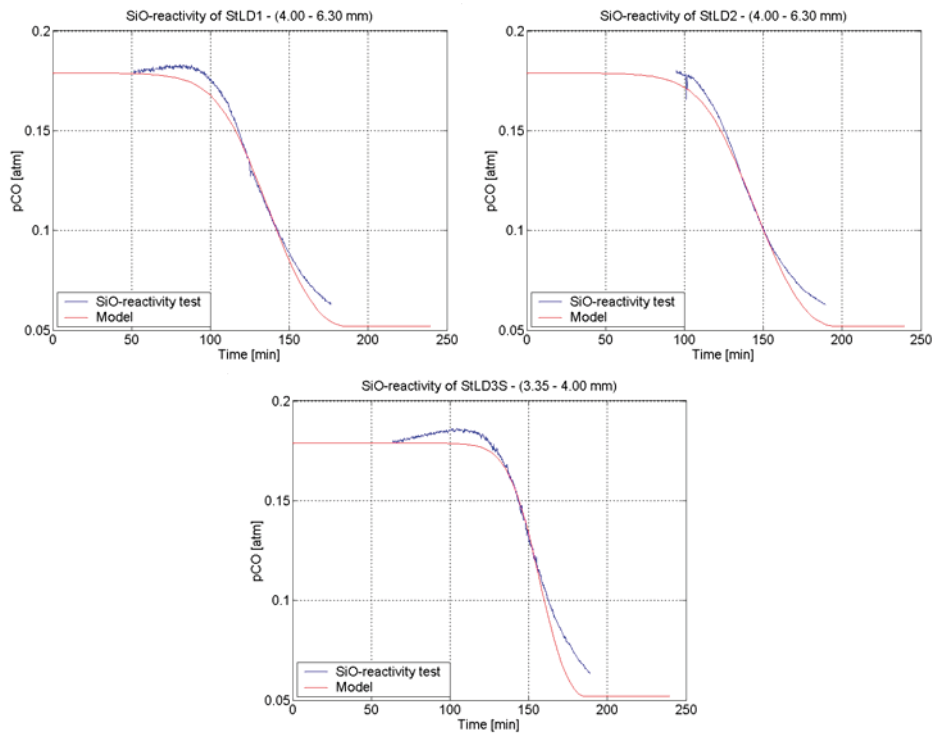 SiO-reactivity of StLD1 - (4.00 - 6.30 mm)
0.2
0.15
0.1
0.05
pCO [atm]
SiO-reactivity test
Model
0 50 100 150 200 250
Time [min]
SiO-reactivity of StLD2 - (4.00 - 6.30 mm)
0.2
0.15
0.1
0.05
pCO [atm]
SiO-reactivity test
Model
0 50 100 150 200 250
Time [min]
SiO-reactivity of StLD3S - (3.35 - 4.00 mm)
0.2
0.15
0.1
0.05
pCO [atm]
SiO-reactivity test
Model
0 50 100 150 200 250
Time [min]